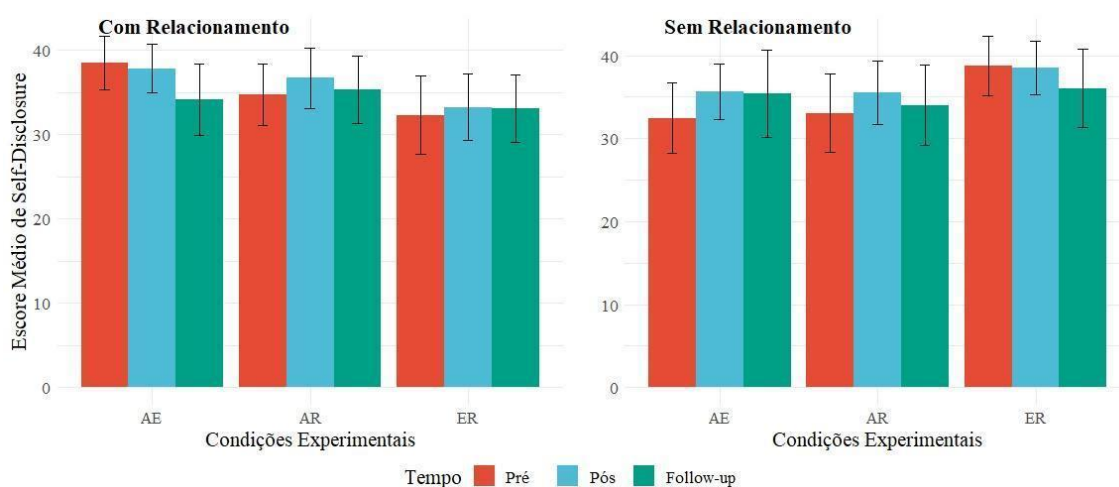 Com Relacionamento
Escore Médio de Self-Disclosure
40
30
20
10
0
AE AR ER
Condições Experimentais
Sem Relacionamento
40
30
20
10
0
AE AR ER
Condições Experimentais
Tempo Pré Pós Follow-up